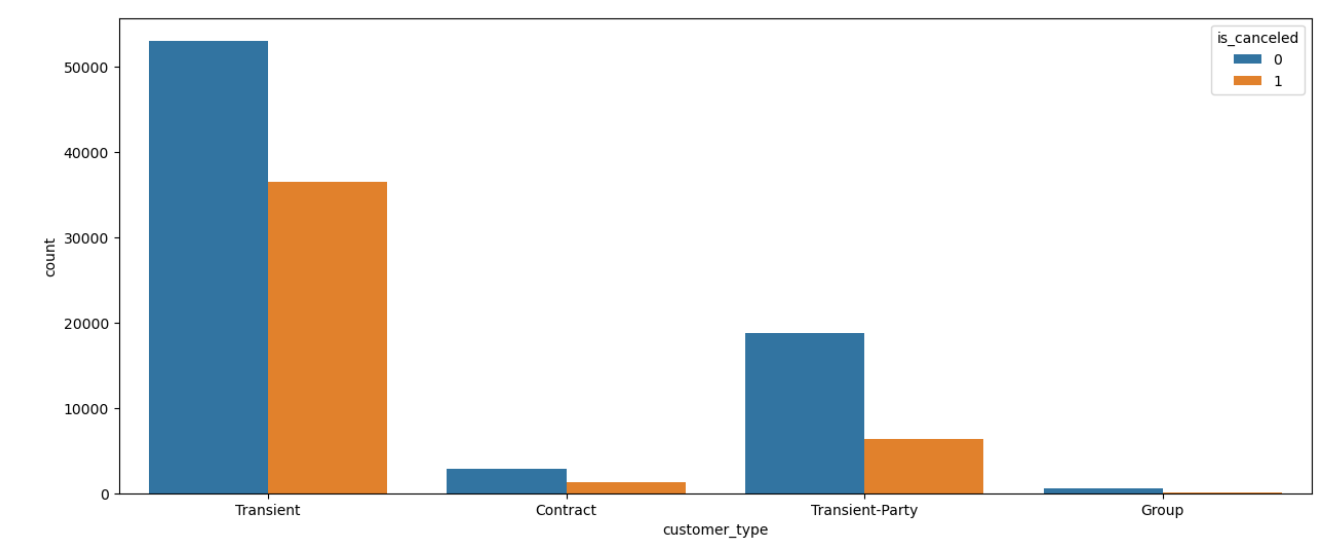 is_canceled
0
1
50000
40000
30000
20000
10000
0
count
Transient
Contract
Transient-Party
Group
customer_type